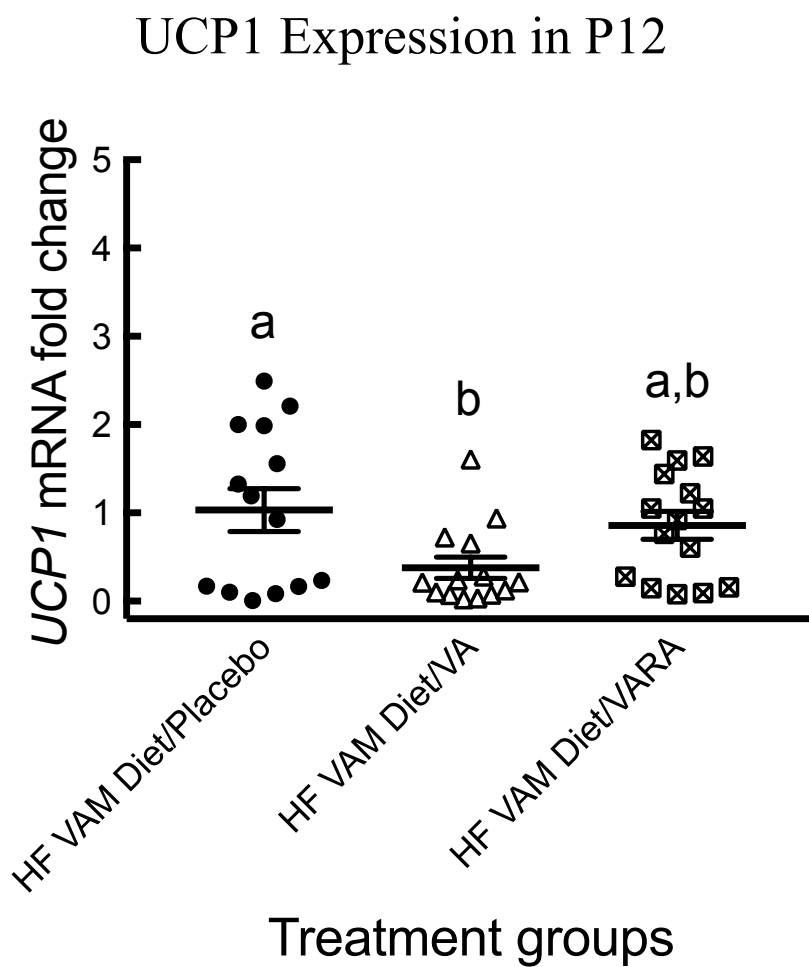 UCP1 Expression in P12
UCP1 mRNA fold change
5
4
3
2
1
0
a
b
a,b
HF VAM Diet/Placebo
HF VAM Diet/VA
HF VAM Diet/VARA
Treatment groups